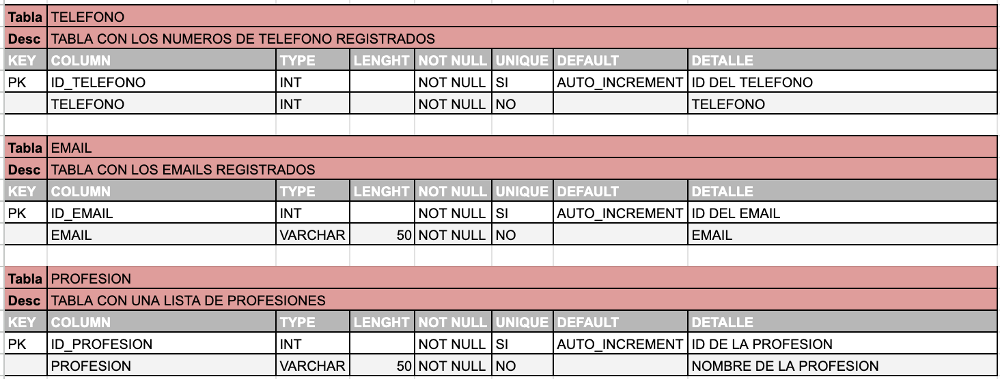 Tabla TELEFONO
Desc TABLA CON LOS NUMEROS DE TELEFONO REGISTRADOS
KEY COLUMN TYPE LENGHT NOT NULL UNIQUE DEFAULT DETALLE
PK ID_TELEFONO INT NOT NULL SI AUTO_INCREMENT ID DEL TELEFONO
TELEFONO INT NOT NULL NO TELEFONO
Tabla EMAIL
Desc TABLA CON LOS EMAILS REGISTRADOS
KEY COLUMN TYPE LENGHT NOT NULL UNIQUE DEFAULT DETALLE
PK ID_EMAIL INT NOT NULL SI AUTO_INCREMENT ID DEL EMAIL
EMAIL VARCHAR 50 NOT NULL NO EMAIL
Tabla PROFESION
Desc TABLA CON UNA LISTA DE PROFESIONES
KEY COLUMN TYPE LENGHT NOT NULL UNIQUE DEFAULT DETALLE
PK ID_PROFESION INT NOT NULL SI AUTO_INCREMENT ID DE LA PROFESION
PROFESION VARCHAR 50 NOT NULL NO NOMBRE DE LA PROFESION